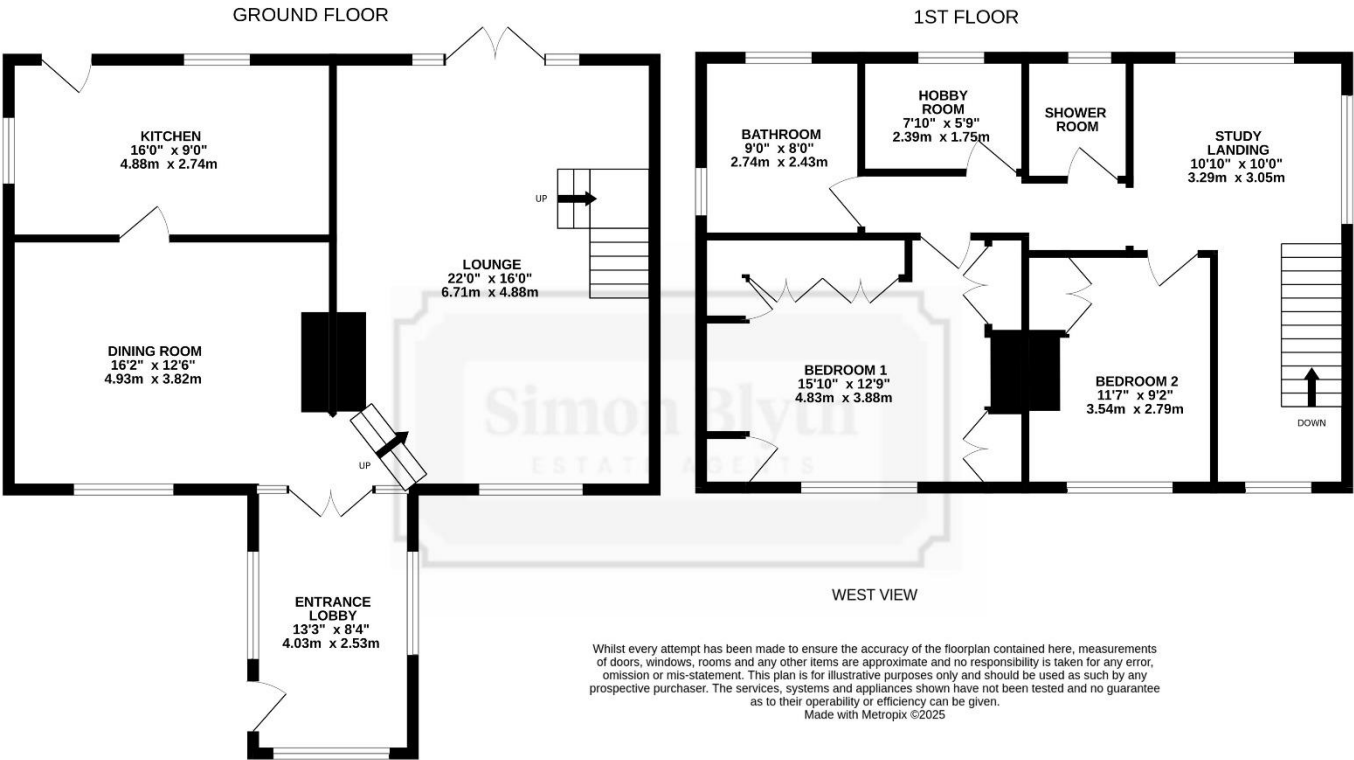 GROUND FLOOR
1ST FLOOR
KITCHEN
16'0" x 9'0"
4.88m x 2.74m
UP
LOUNGE
22'0" x 16'0"
6.71m x 4.88m
DINING ROOM
16'2" x 12'6"
4.93m x 3.82m
UP
ENTRANCE
LOBBY
13'3" x 8'4"
4.03m x 2.53m
BATHROOM
9'0" x 8'0"
2.74m x 2.43m
HOBBY
ROOM
7'10" x 5'9"
2.39m x 1.75m
SHOWER
ROOM
STUDY
LANDING
10'10" x 10'0"
3.29m x 3.05m
BEDROOM 1
15'10" x 12'9"
4.83m x 3.88m
BEDROOM 2
11'7" x 9'2"
3.54m x 2.79m
DOWN
Simon Blyth
ESTATE AGENTS
WEST VIEW
Whilst every attempt has been made to ensure the accuracy of the floorplan contained here, measurements
of doors, windows, rooms and any other items are approximate and no responsibility is taken for any error,
omission or mis-statement. This plan is for illustrative purposes only and should be used as such by any
prospective purchaser. The services, systems and appliances shown have not been tested and no guarantee
as to their operability or efficiency can be given.
Made with Metropix ©2025